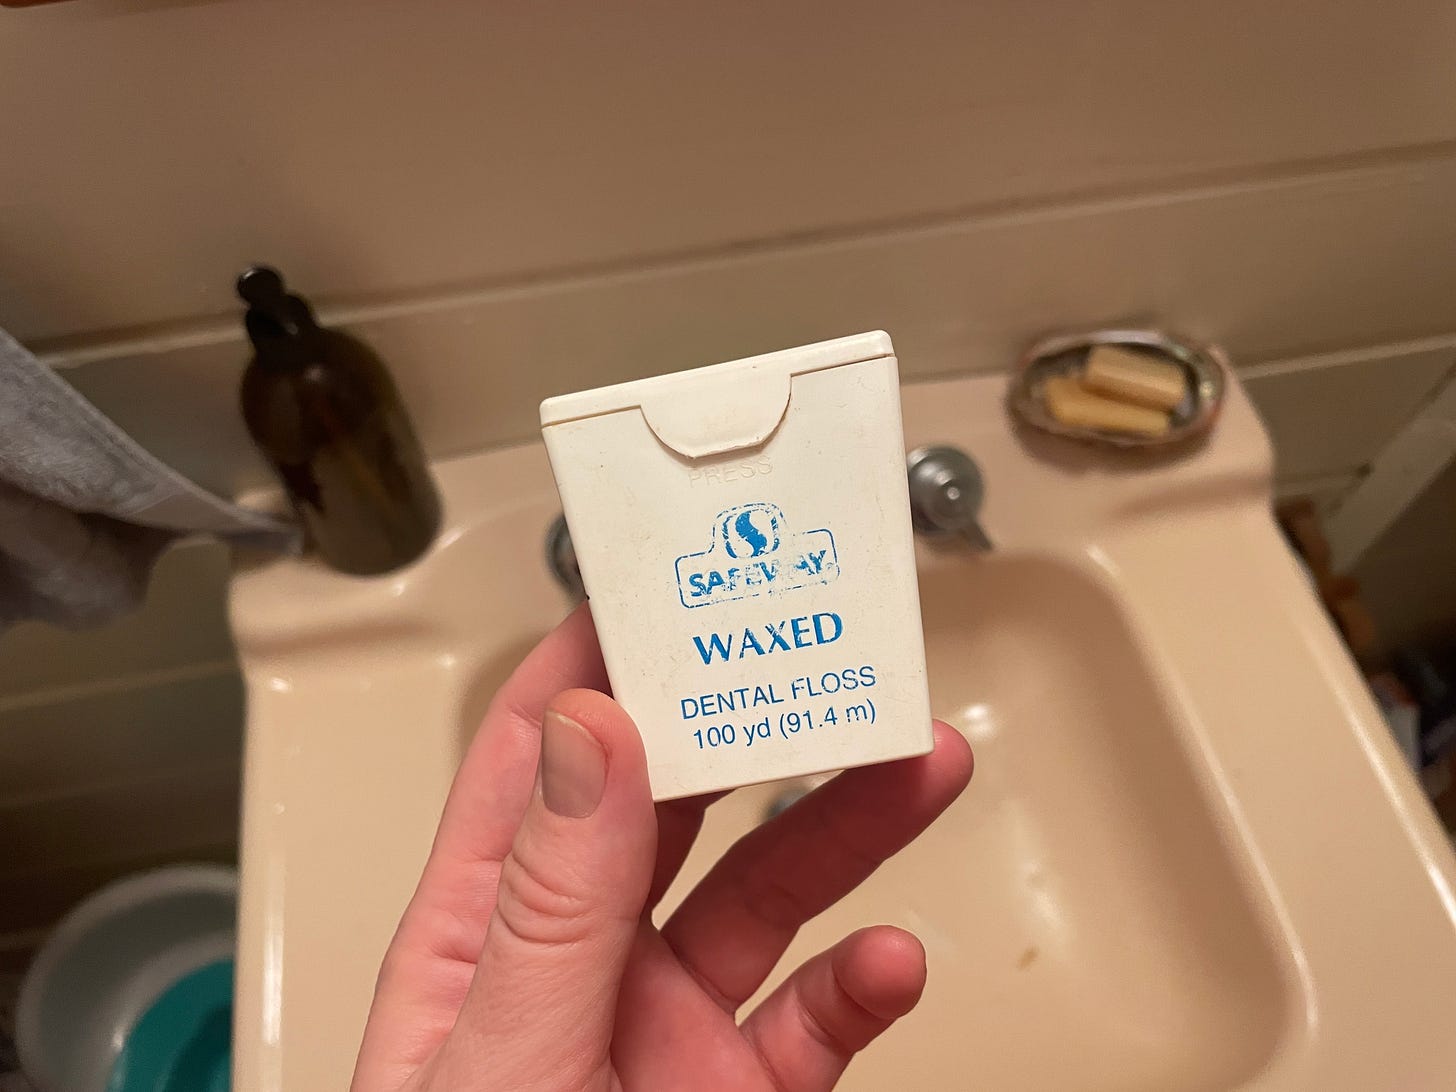 PRESS
SAFEWAY
WAXED
DENTAL FLOSS
100 yd (91.4 m)